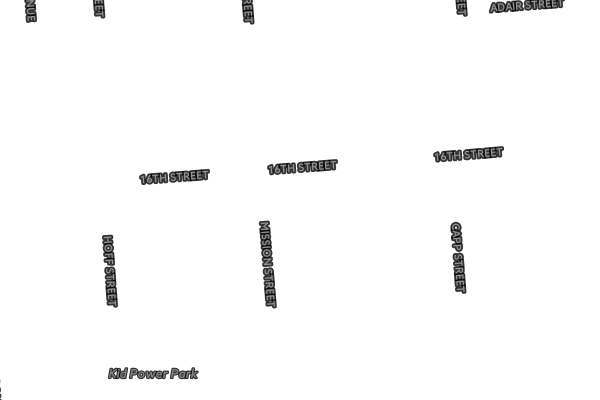 ADAIR STREET
16TH STREET
16TH STREET
16TH STREET
HOFF STREET
MISSION STREET
CAPP STREET
Kid Power Park